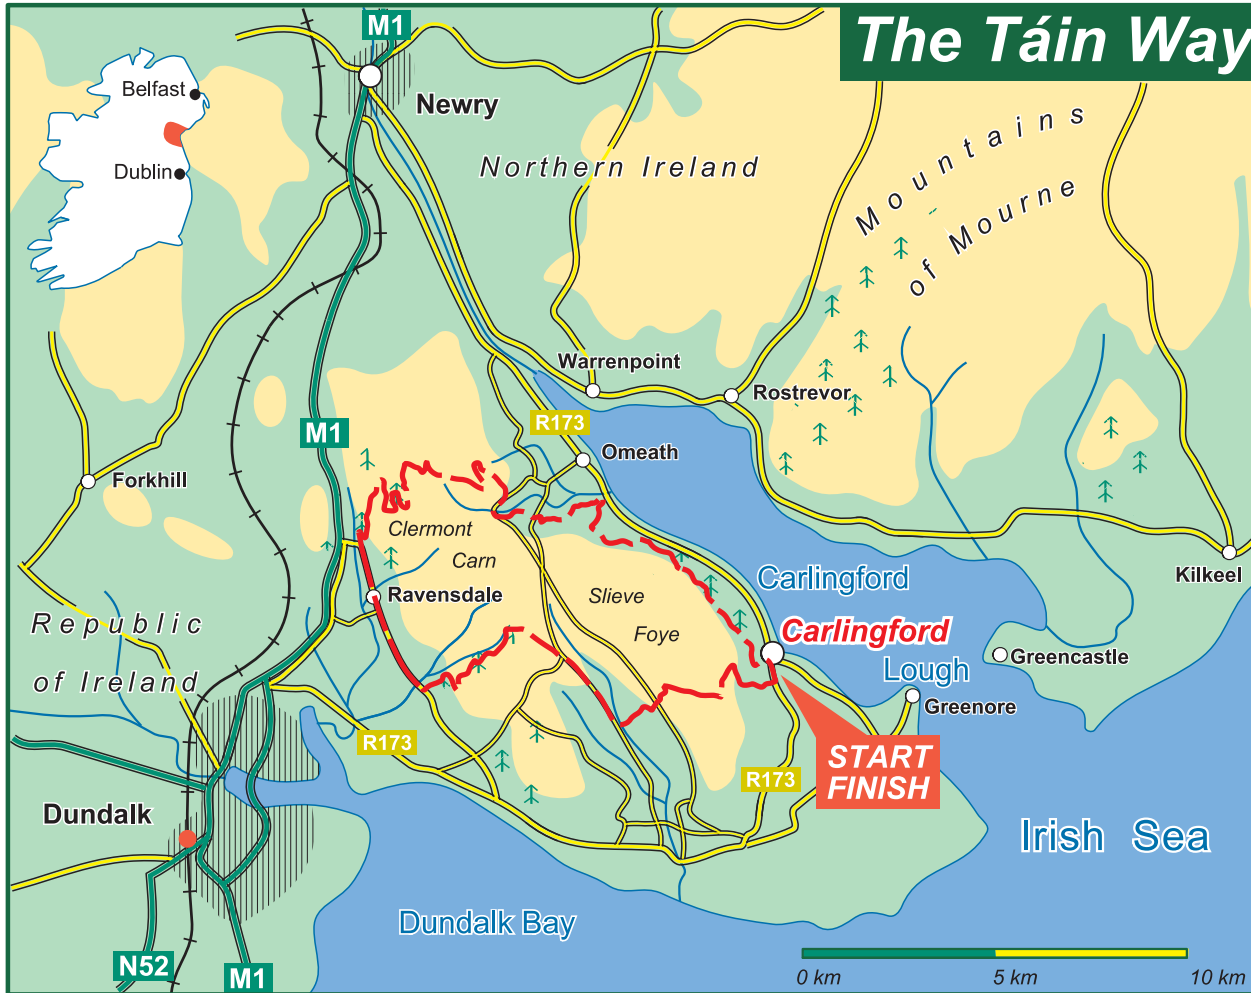 The Táin Way
M1
Belfast
Newry
Dublin
Northern Ireland
Mountains
of Mourne
Warrenpoint
Rostrevor
R173
M1
Omeath
Forkhill
Clermont
Carn
Carlingford
Kilkeel
Ravensdale
Slieve
Foye
Republic
of Ireland
Carlingford
Greencastle
Lough
Greenore
R173
START
FINISH
R173
Dundalk
Irish Sea
Dundalk Bay
N52
M1
0 km
5 km
10 km